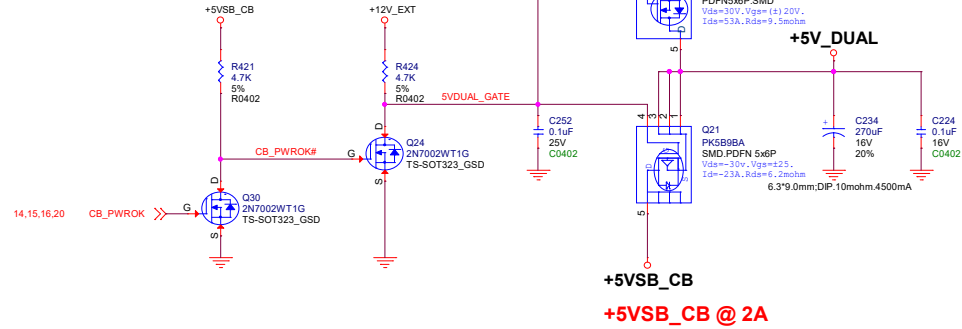 +5VSB_CB
+12V_EXT
PDFN5x6P.SMD
Vds=30V.Vgs=(±)20V.
Ids=53A.Rds=9.5mohm
D
5
+5V_DUAL
R421
4.7K
5%
R0402
R424
4.7K
5%
R0402
5VDUAL_GATE
4
3
2
1
C252
0.1uF
25V
C0402
Q21
PK5B9BA
SMD.PDFN 5x6P
Vds=-30v.Vgs=±25.
Id=-23A.Rds=6.2mohm
6.3*9.0mm;DIP.10mohm.4500mA
+
C234
270uF
16V
20%
C224
0.1uF
16V
C0402
D
G
S
Q24
2N7002WT1G
TS-SOT323_GSD
CB_PWROK#
D
G
S
Q30
2N7002WT1G
TS-SOT323_GSD
14,15,16,20
CB_PWROK
5
+5VSB_CB
+5VSB_CB @ 2A